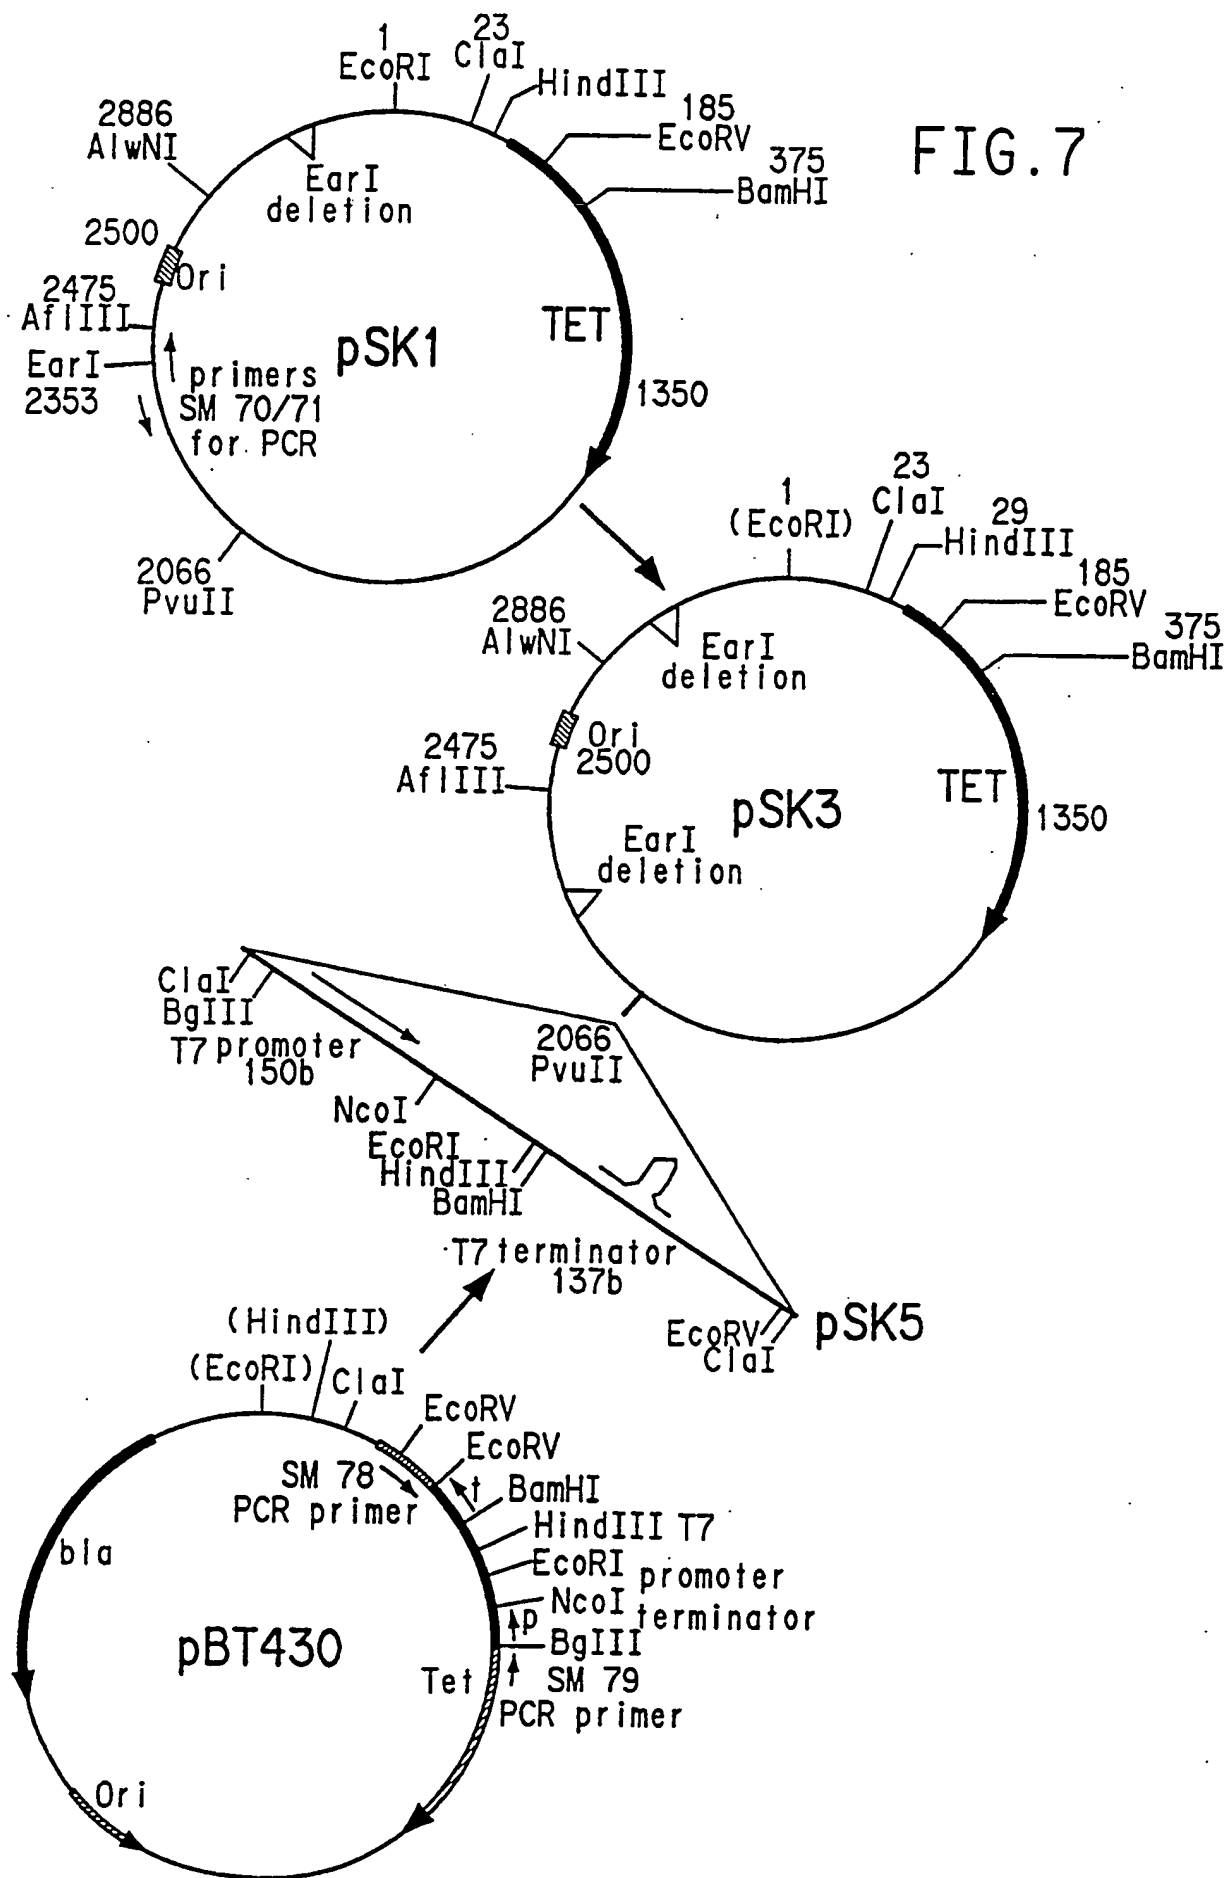 FIG.7
1
EcoRI
23
ClaI
HindIII
185
EcoRV
375
BamHI
2886
AlwNI
EarI
deletion
2500
Ori
2475
AflIII
EarI
2353
primers
SM 70/71
for PCR
pSK1
TET
1350
2066
PvuII
1
(EcoRI)
23
ClaI
29
HindIII
185
EcoRV
375
BamHI
2886
AlwNI
EarI
deletion
Ori
2500
2475
AflIII
pSK3
TET
1350
EarI
deletion
2066
PvuII
ClaI
BglII
T7 promoter
150b
NcoI
EcoRI
HindIII
BamHI
T7 terminator
137b
EcoRV
ClaI
pSK5
(HindIII)
(EcoRI)
ClaI
EcoRV
EcoRV
SM 78
PCR primer
t
BamHI
HindIII T7
EcoRI promoter
NcoI terminator
p
BglII
SM 79
PCR primer
bla
pBT430
Tet
Ori